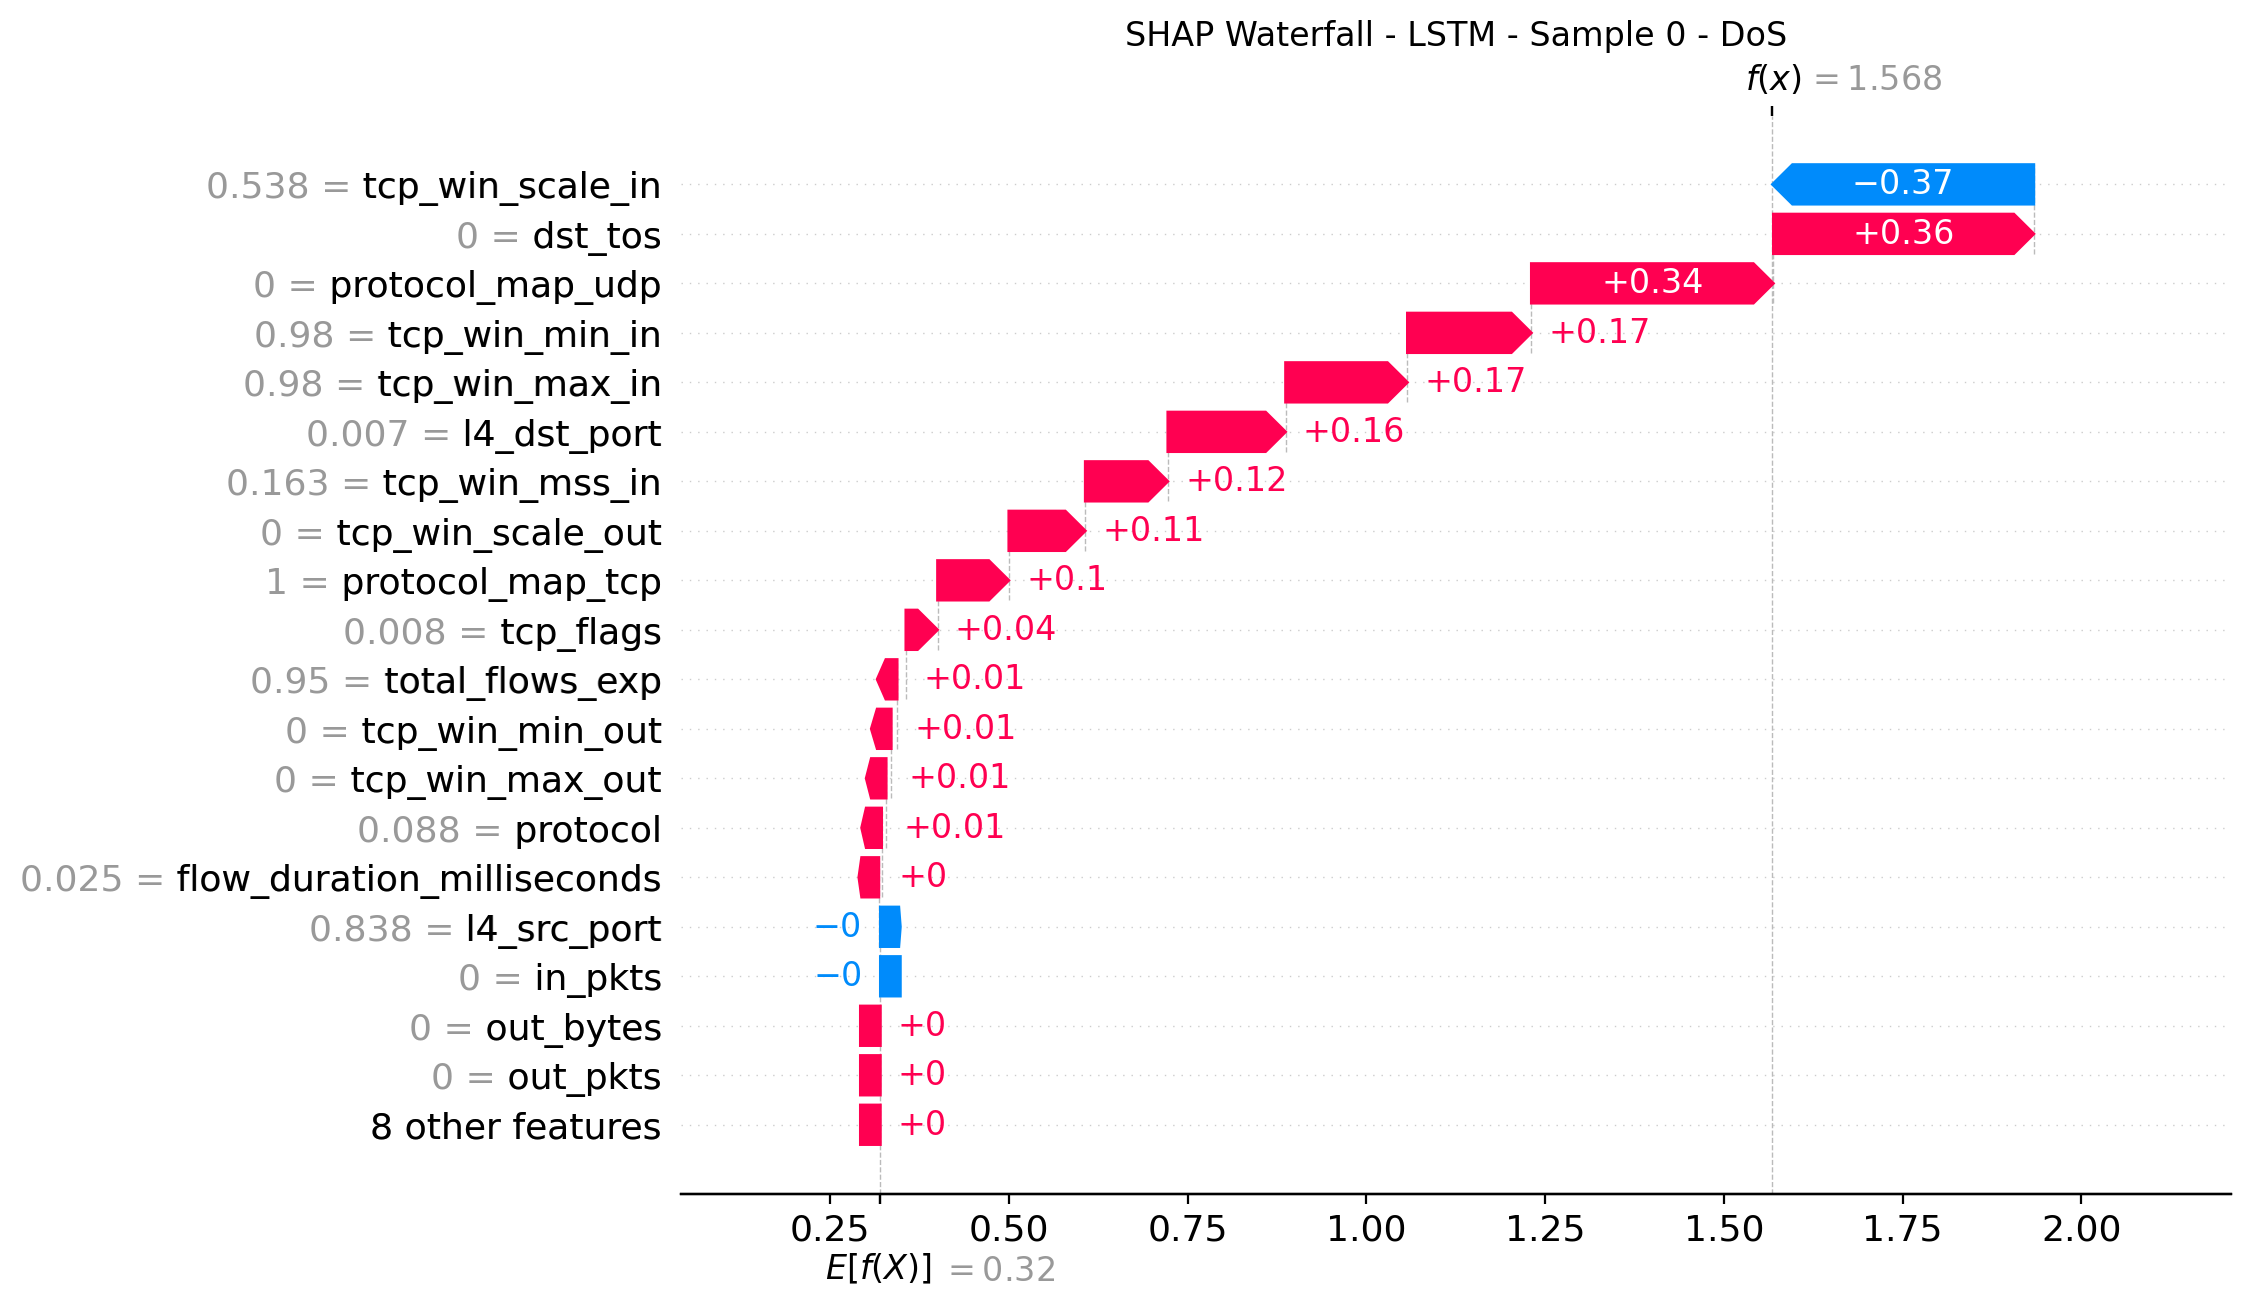 SHAP Waterfall - LSTM - Sample 0 - DoS
f(x) = 1.568
0.538 = tcp_win_scale_in −0.37
0 = dst_tos +0.36
0 = protocol_map_udp +0.34
0.98 = tcp_win_min_in +0.17
0.98 = tcp_win_max_in +0.17
0.007 = l4_dst_port +0.16
0.163 = tcp_win_mss_in +0.12
0 = tcp_win_scale_out +0.11
1 = protocol_map_tcp +0.1
0.008 = tcp_flags +0.04
0.95 = total_flows_exp +0.01
0 = tcp_win_min_out +0.01
0 = tcp_win_max_out +0.01
0.088 = protocol +0.01
0.025 = flow_duration_milliseconds +0
0.838 = l4_src_port −0
0 = in_pkts −0
0 = out_bytes +0
0 = out_pkts +0
8 other features +0
0.25 0.50 0.75 1.00 1.25 1.50 1.75 2.00
E[f(X)] = 0.32